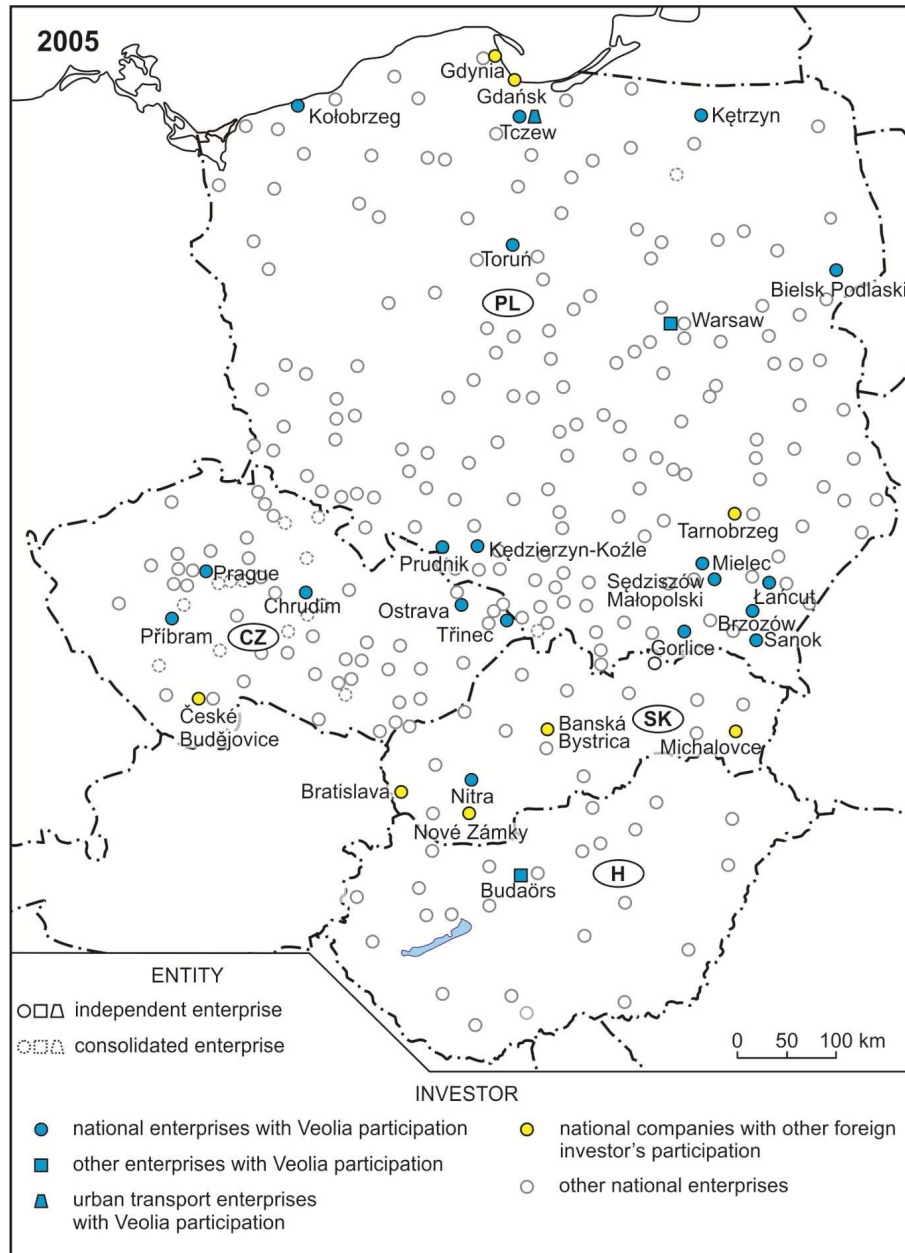 2005
Gdynia
Gdańsk
Kołobrzeg
Tczew
Kętrzyn
Toruń
Bielsk Podlaski
PL
Warsaw
Tarnobrzeg
Prudnik
Kędzierzyn-Koźle
Mielec
Sędziszów
Małopolski
Łańcut
Prague
Chrudim
Ostrava
Brzozów
Příbram
CZ
Třinec
Gorlice
Sanok
České
Budějovice
Banská
Bystrica
SK
Michalovce
Bratislava
Nitra
Nové Zámky
Budaörs
H
ENTITY
independent enterprise
consolidated enterprise
0 50 100 km
INVESTOR
national enterprises with Veolia participation
other enterprises with Veolia participation
urban transport enterprises
with Veolia participation
national companies with other foreign
investor's participation
other national enterprises